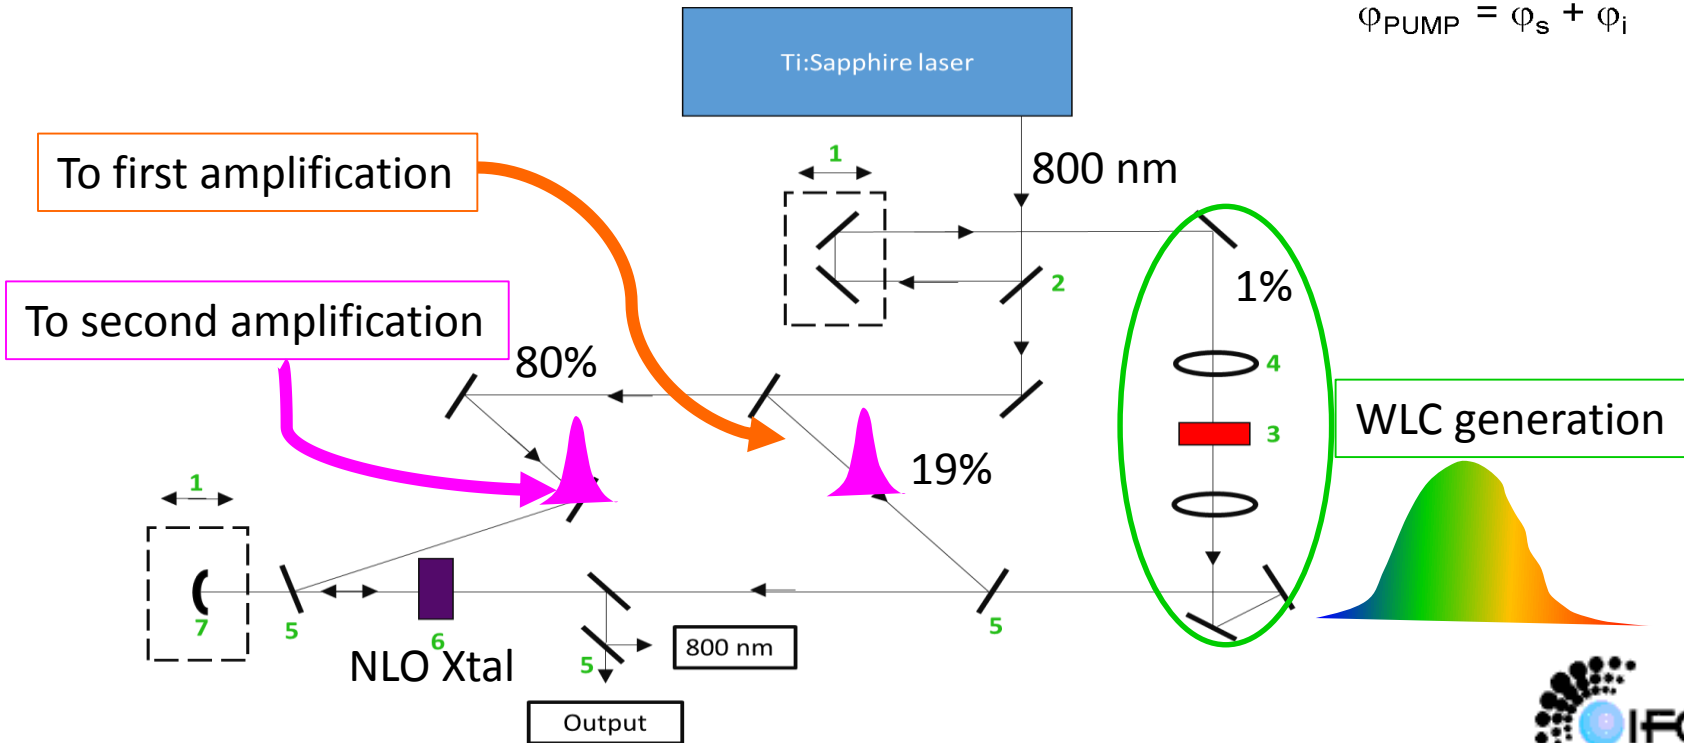 φPUMP = φs + φi
Ti:Sapphire laser
To first amplification
1
800 nm
2
1%
To second amplification
80%
4
WLC generation
3
19%
1
7
5
6
NLO Xtal
5
5
800 nm
Output